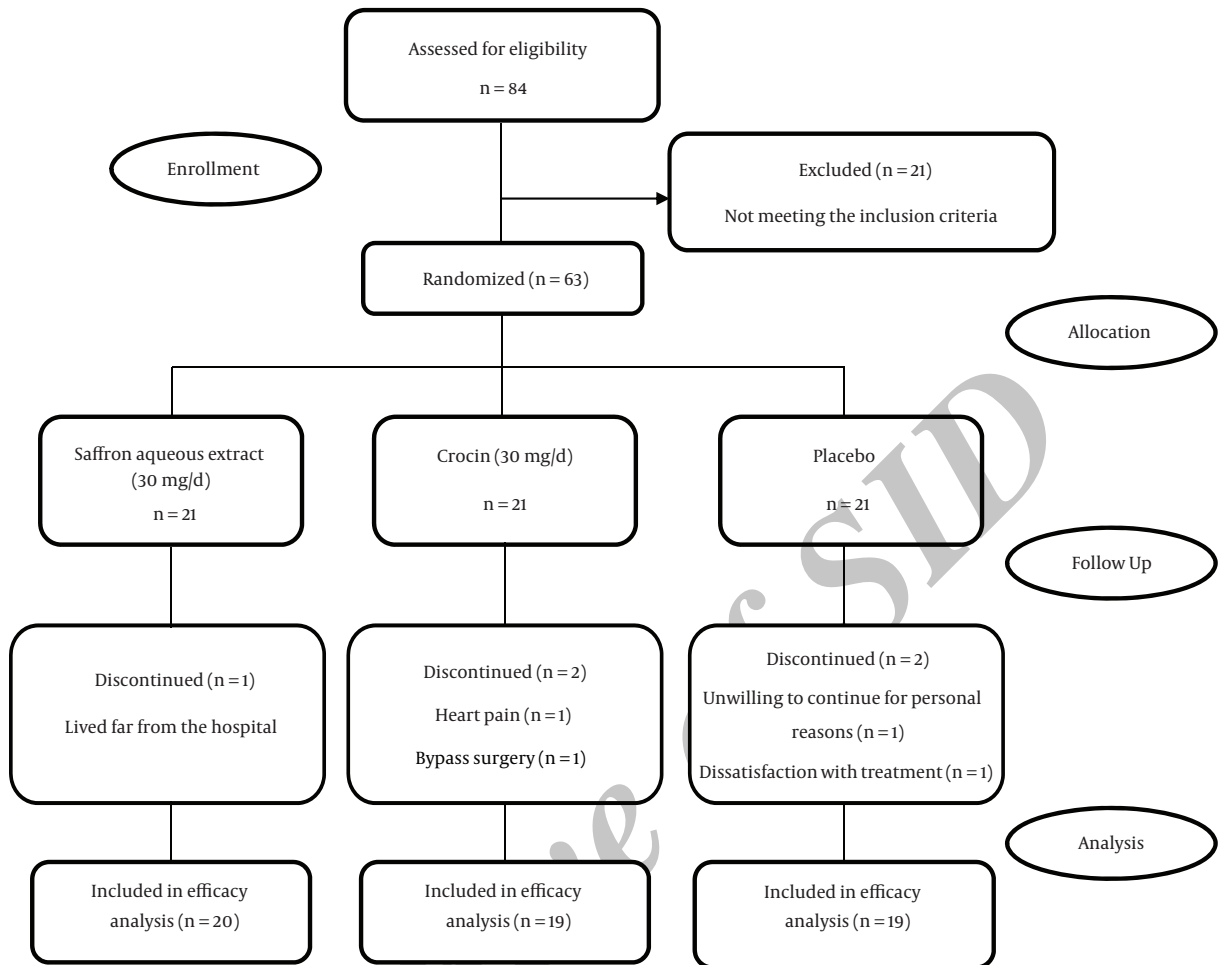 Assessed for eligibility
n = 84
Enrollment
Excluded (n = 21)
Not meeting the inclusion criteria
Randomized (n = 63)
Allocation
Saffron aqueous extract
(30 mg/d)
n = 21
Crocin (30 mg/d)
n = 21
Placebo
n = 21
Follow Up
Discontinued (n = 1)
Lived far from the hospital
Discontinued (n = 2)
Heart pain (n = 1)
Bypass surgery (n = 1)
Discontinued (n = 2)
Unwilling to continue for personal
reasons (n = 1)
Dissatisfaction with treatment (n = 1)
Analysis
Included in efficacy
analysis (n = 20)
Included in efficacy
analysis (n = 19)
Included in efficacy
analysis (n = 19)
SID